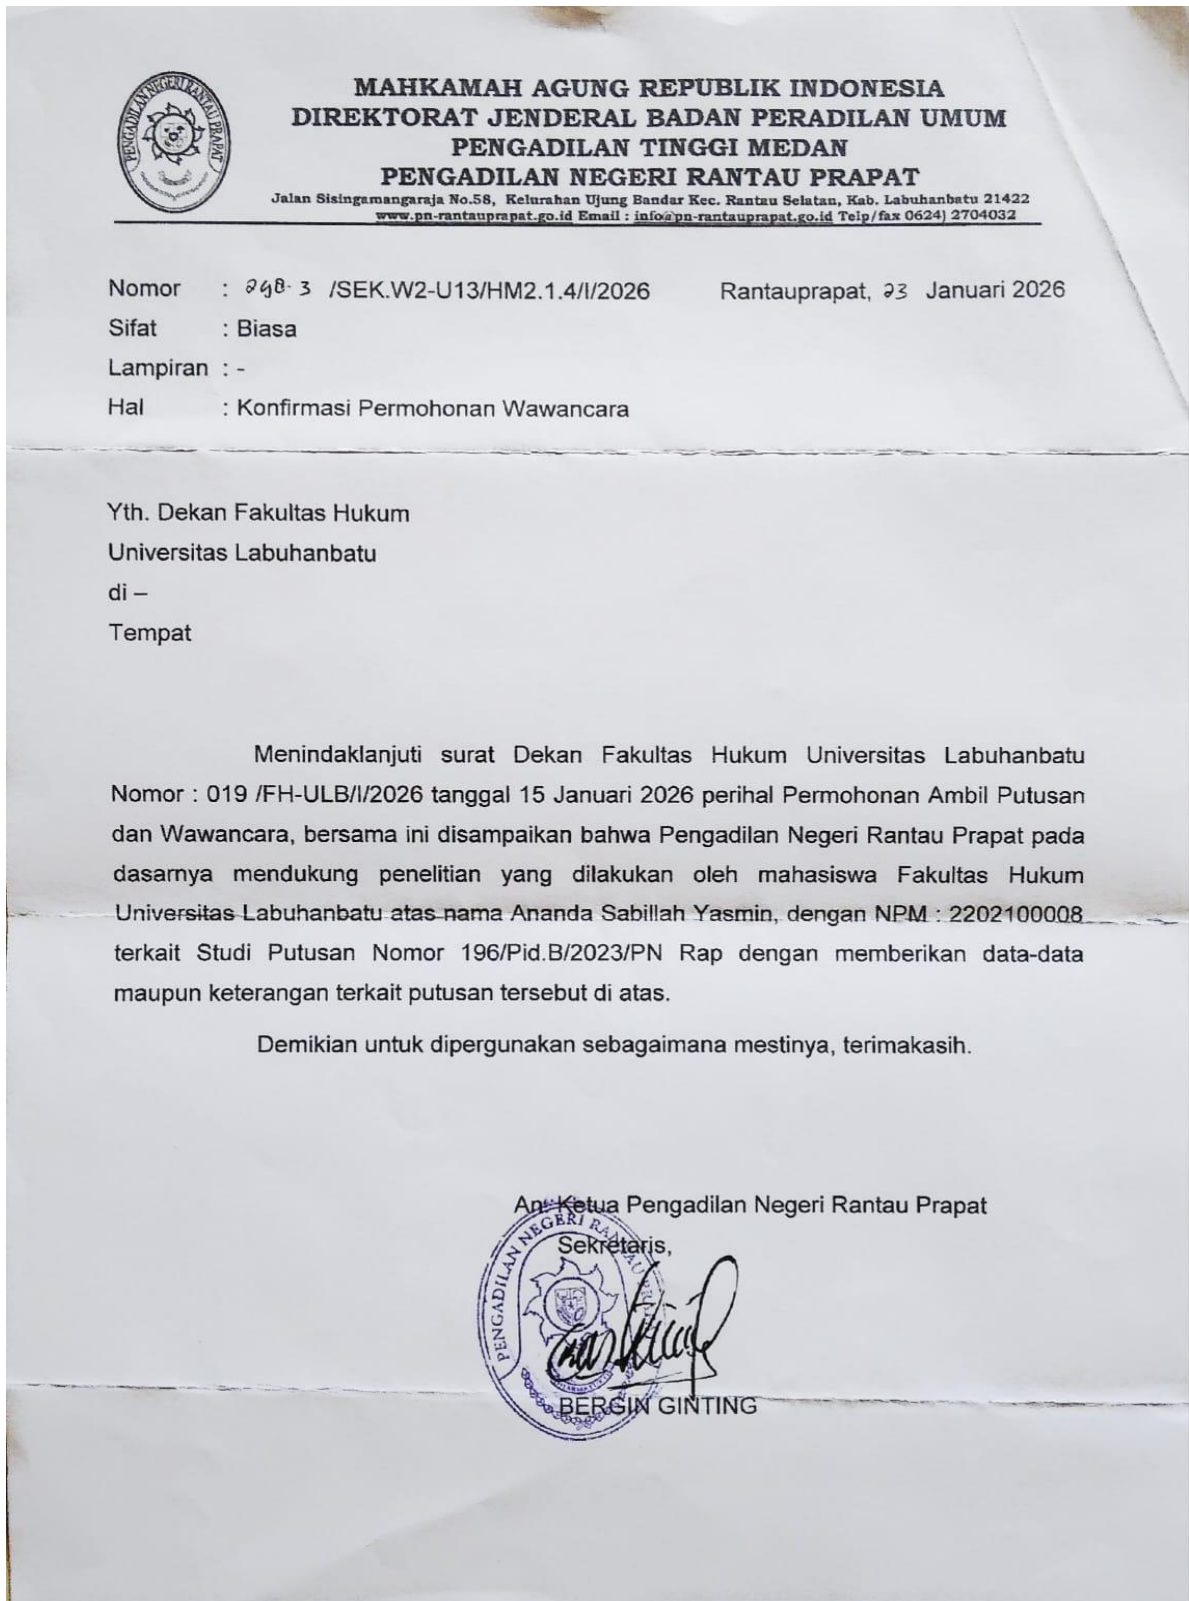 PENGADILAN NEGERI RANTAU PRAPAT
MAHKAMAH AGUNG REPUBLIK INDONESIA
DIREKTORAT JENDERAL BADAN PERADILAN UMUM
PENGADILAN TINGGI MEDAN
PENGADILAN NEGERI RANTAU PRAPAT
Jalan Sisingamangaraja No.58, Kelurahan Ujung Bandar Kec. Rantau Selatan, Kab. Labuhanbatu 21422
www.pn-rantauprapat.go.id Email : info@pn-rantauprapat.go.id Telp/fax 0624) 2704032
Nomor : /SEK.W2-U13/HM2.1.4/I/2026 Rantauprapat, 23 Januari 2026
Sifat : Biasa
Lampiran : -
Hal : Konfirmasi Permohonan Wawancara
Yth. Dekan Fakultas Hukum
Universitas Labuhanbatu
di –
Tempat
Menindaklanjuti surat Dekan Fakultas Hukum Universitas Labuhanbatu
Nomor : 019 /FH-ULB/I/2026 tanggal 15 Januari 2026 perihal Permohonan Ambil Putusan
dan Wawancara, bersama ini disampaikan bahwa Pengadilan Negeri Rantau Prapat pada
dasarnya mendukung penelitian yang dilakukan oleh mahasiswa Fakultas Hukum
Universitas Labuhanbatu atas nama Ananda Sabillah Yasmin, dengan NPM : 2202100008
terkait Studi Putusan Nomor 196/Pid.B/2023/PN Rap dengan memberikan data-data
maupun keterangan terkait putusan tersebut di atas.
Demikian untuk dipergunakan sebagaimana mestinya, terimakasih.
An. Ketua Pengadilan Negeri Rantau Prapat
Sekretaris,
PENGADILAN NEGERI RANTAU PRAPAT
BERGIN GINTING